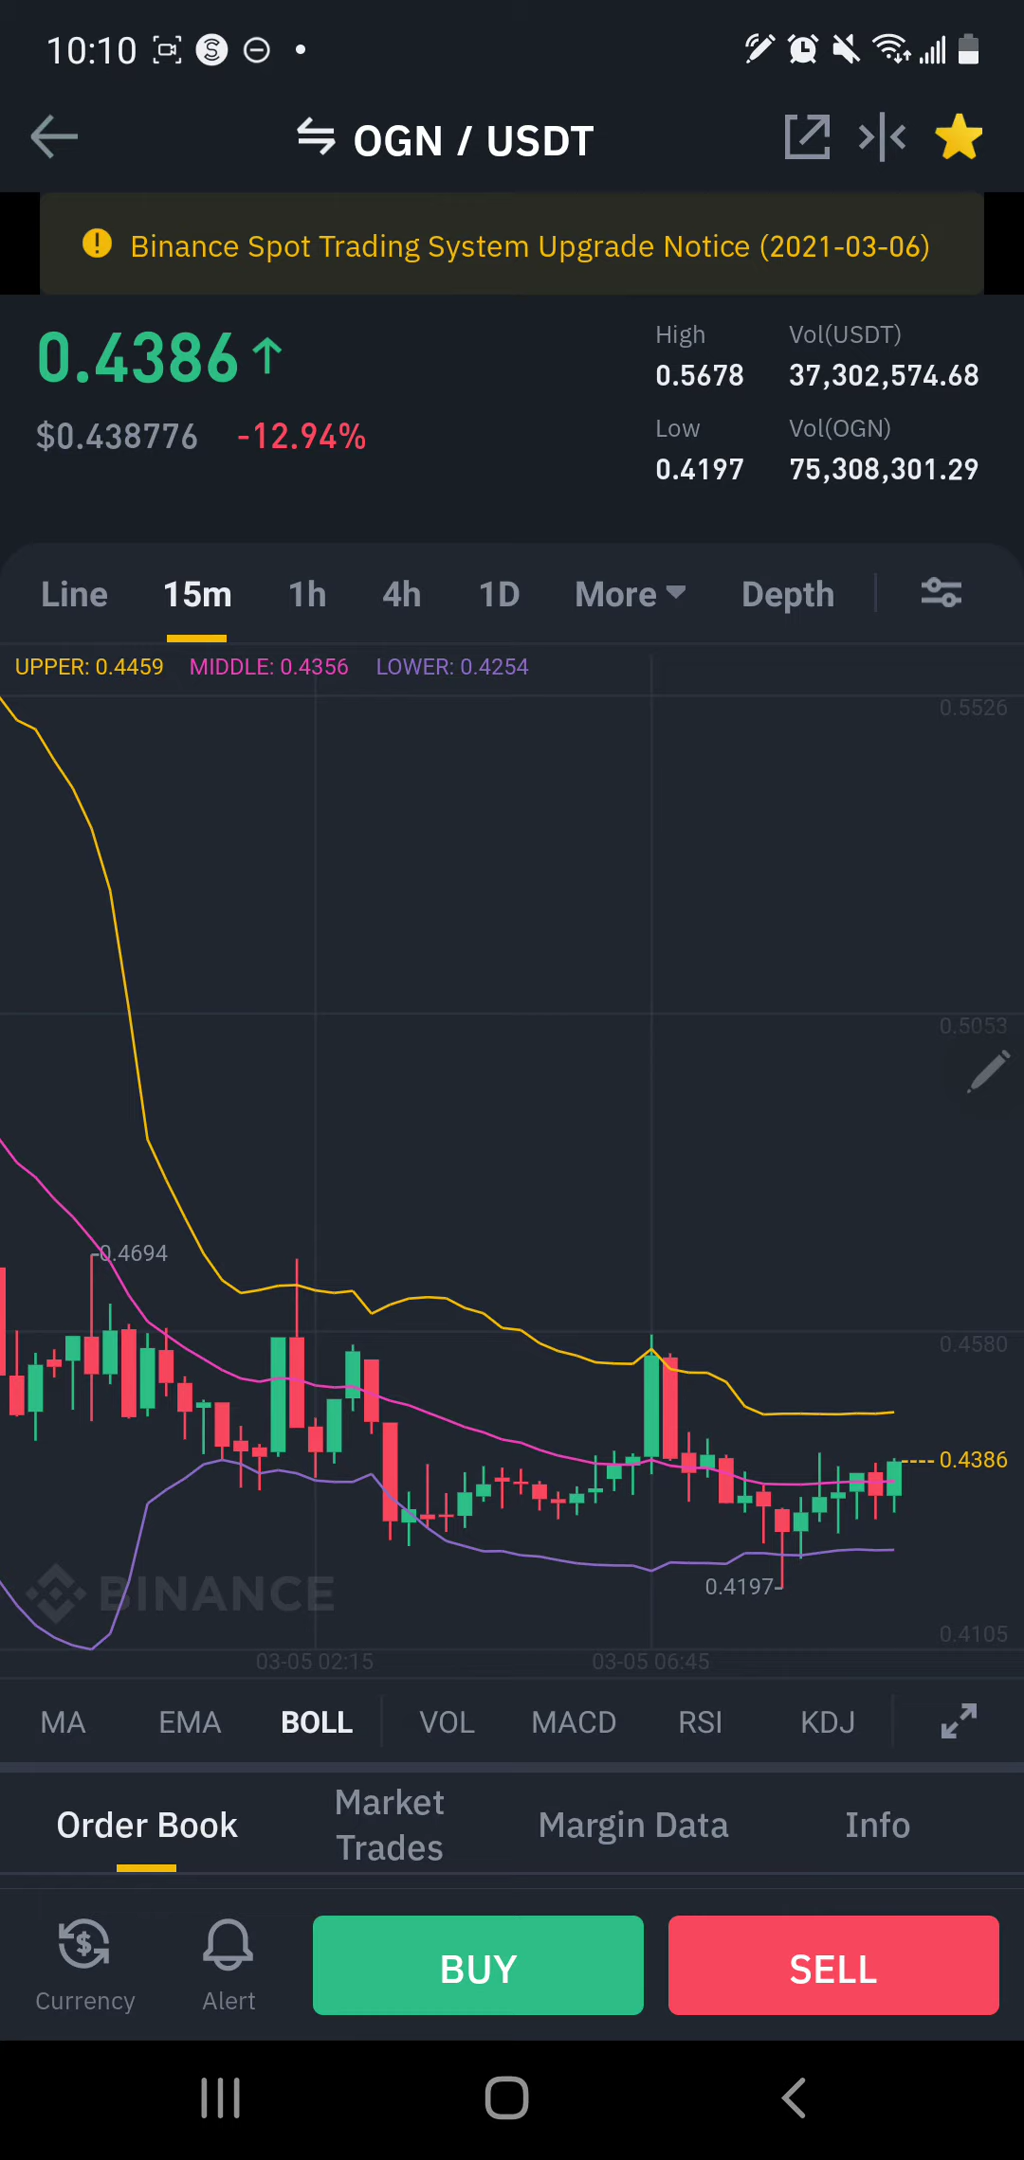 10:10
OGN / USDT
Binance Spot Trading System Upgrade Notice (2021-03-06)
0.4386
$0.438776 -12.94%
High Vol(USDT)
0.5678 37,302,574.68
Low Vol(OGN)
0.4197 75,308,301.29
Line 15m 1h 4h 1D More Depth
UPPER: 0.4459 MIDDLE: 0.4356 LOWER: 0.4254
0.5526
0.5053
0.4694
0.4580
0.4386
0.4197
BINANCE
0.4105
03-05 02:15 03-05 06:45
MA EMA BOLL VOL MACD RSI KDJ
Order Book Market Trades Margin Data Info
Currency Alert BUY SELL